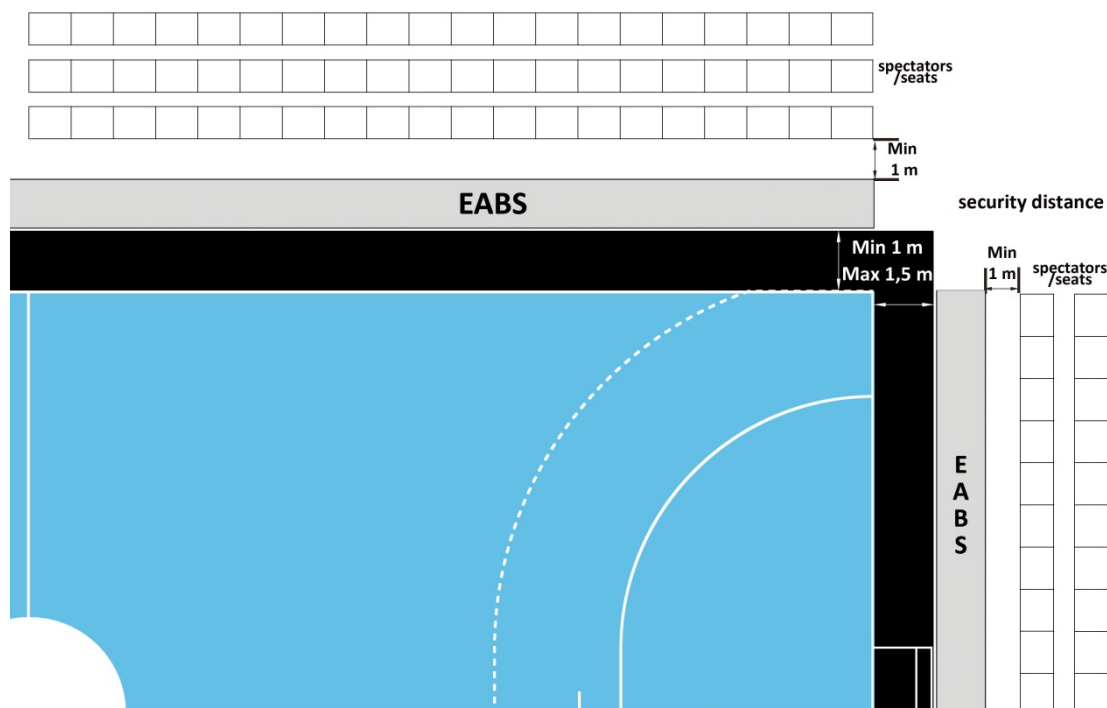 spectators
/seats
Min
1 m
EABS
security distance
Min 1 m
Max 1,5 m
Min
1 m
spectators
/seats
E
A
B
S